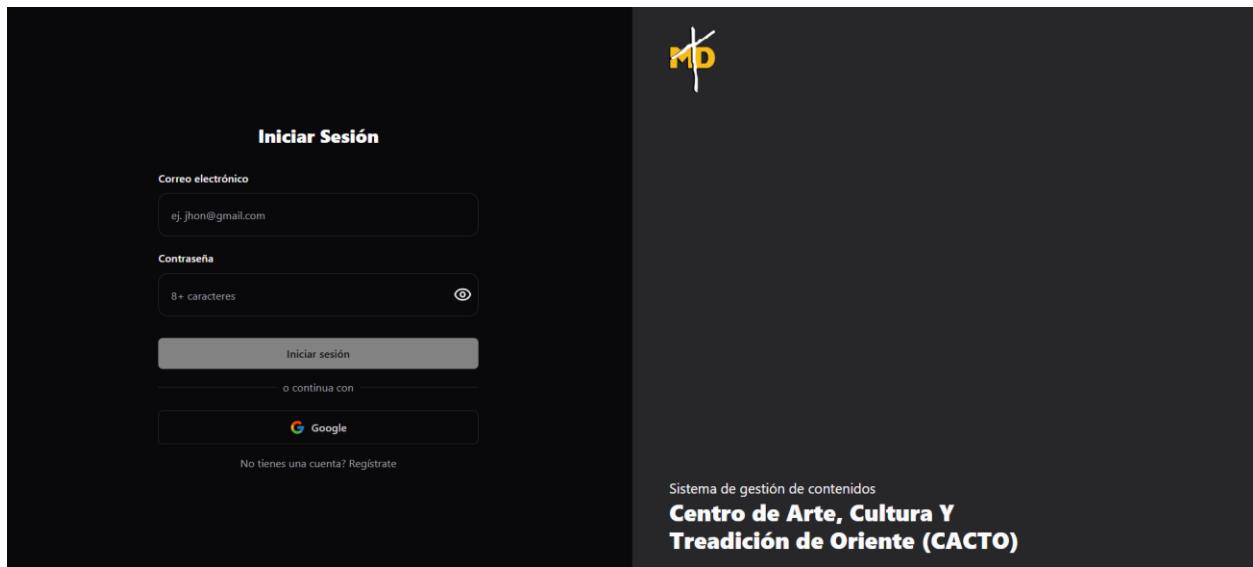 Iniciar Sesión
Correo electrónico
ej. jhon@gmail.com
Contraseña
8+ caracteres
Iniciar sesión
o continua con
Google
No tienes una cuenta? Regístrate
MD
Sistema de gestión de contenidos
Centro de Arte, Cultura Y
Treadición de Oriente (CACTO)